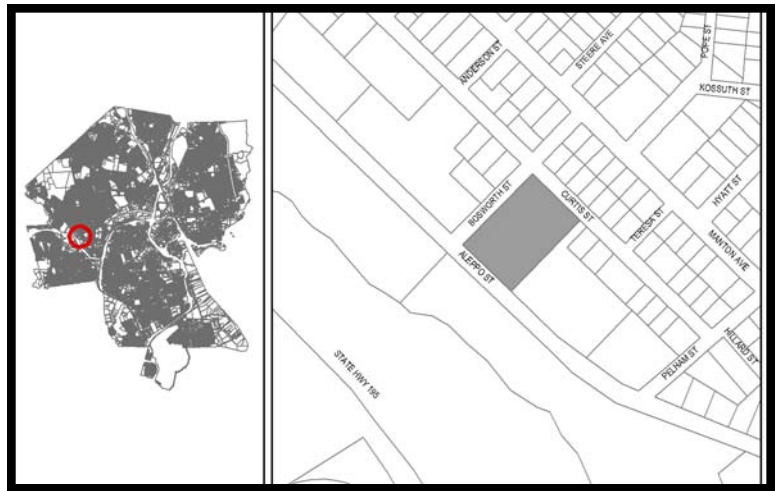 ANDERSON ST
STEERE AVE
POPE ST
KOSSUTH ST
BOSWORTH ST
CURTIS ST
HYATT ST
TERESA ST
MANTON AVE
ALEPPO ST
HILLARD ST
PELHAM ST
STATE HWY 195